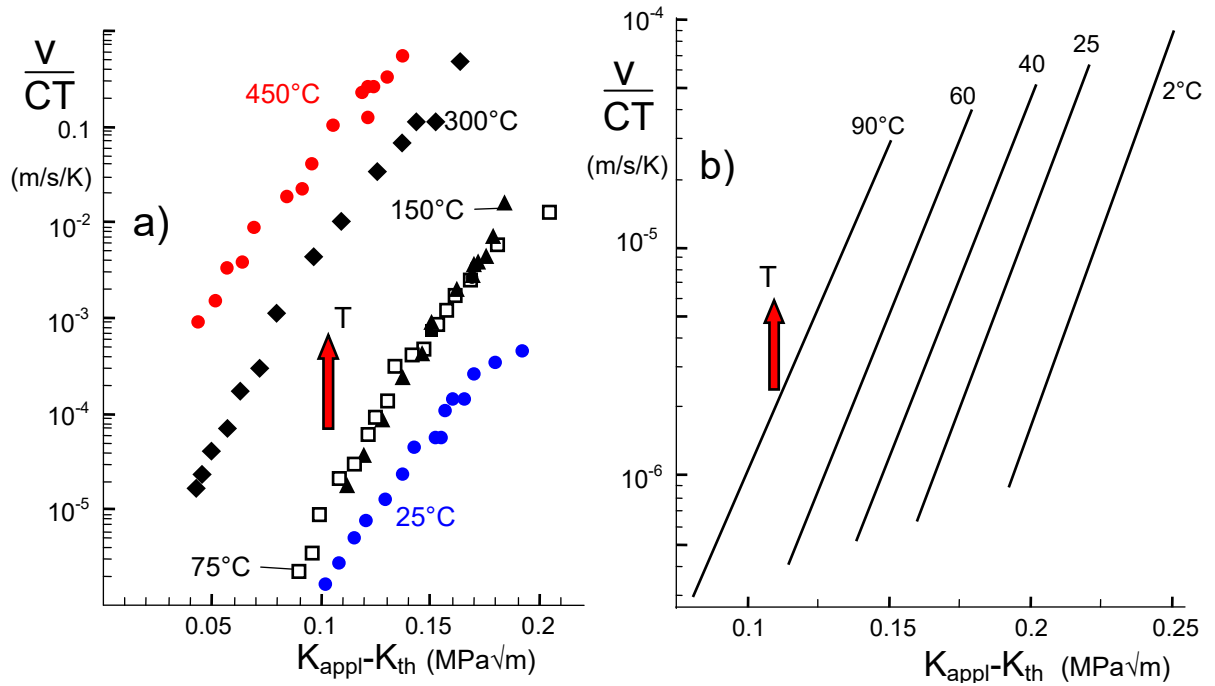 v
CT
(m/s/K)
0.1
10-2
10-3
10-4
10-5
a)
450°C
300°C
150°C
T
25°C
75°C
0.05
0.1
0.15
0.2
Kappl-Kth (MPa√m)
10-4
v
CT
(m/s/K)
10-5
10-6
b)
T
90°C
60
40
25
2°C
0.1
0.15
0.2
0.25
Kappl-Kth (MPa√m)